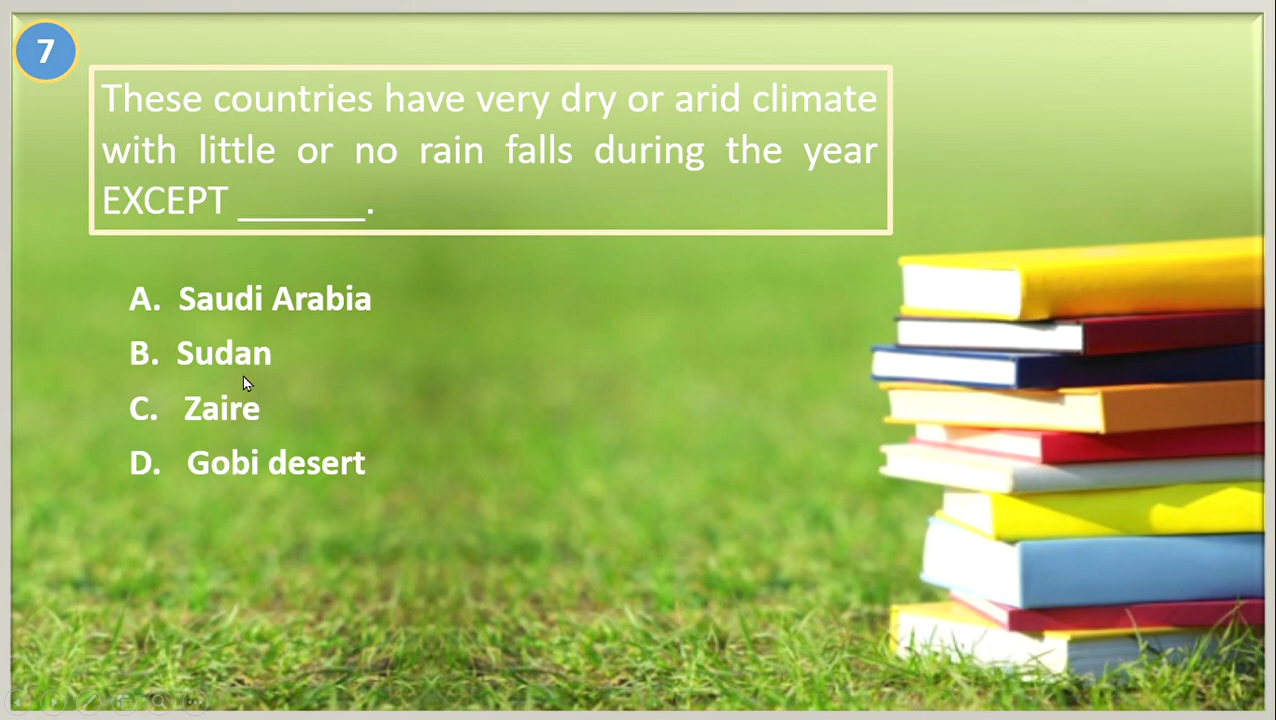 7
These countries have very dry or arid climate
with little or no rain falls during the year
EXCEPT ______.
A. Saudi Arabia
B. Sudan
C. Zaire
D. Gobi desert